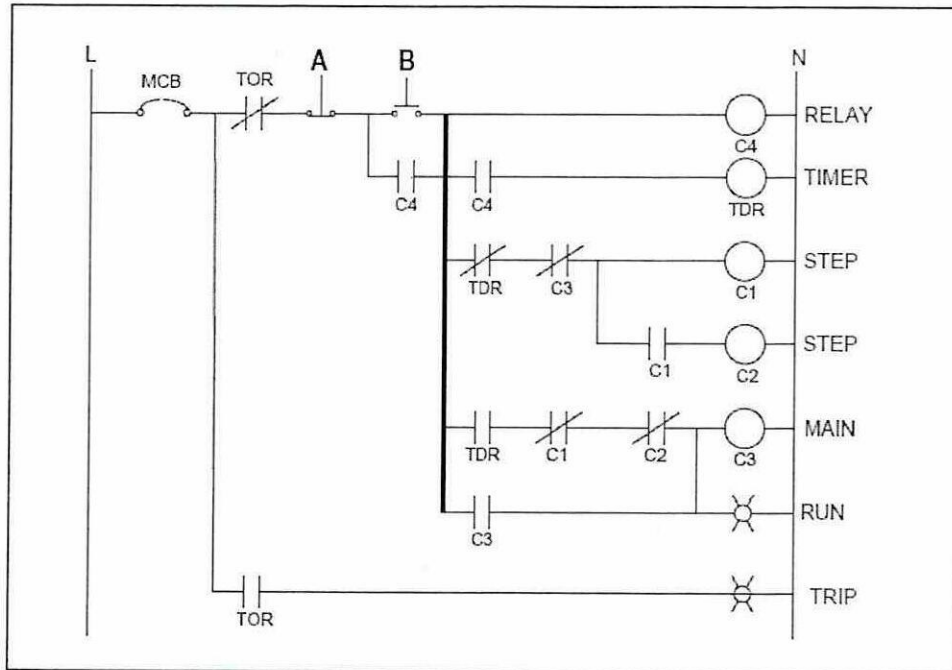 L
A
B
N
MCB
TOR
RELAY
C4
C4
C4
TIMER
TDR
TDR
C3
STEP
C1
C1
STEP
C2
TDR
C1
C2
MAIN
C3
C3
RUN
TOR
TRIP